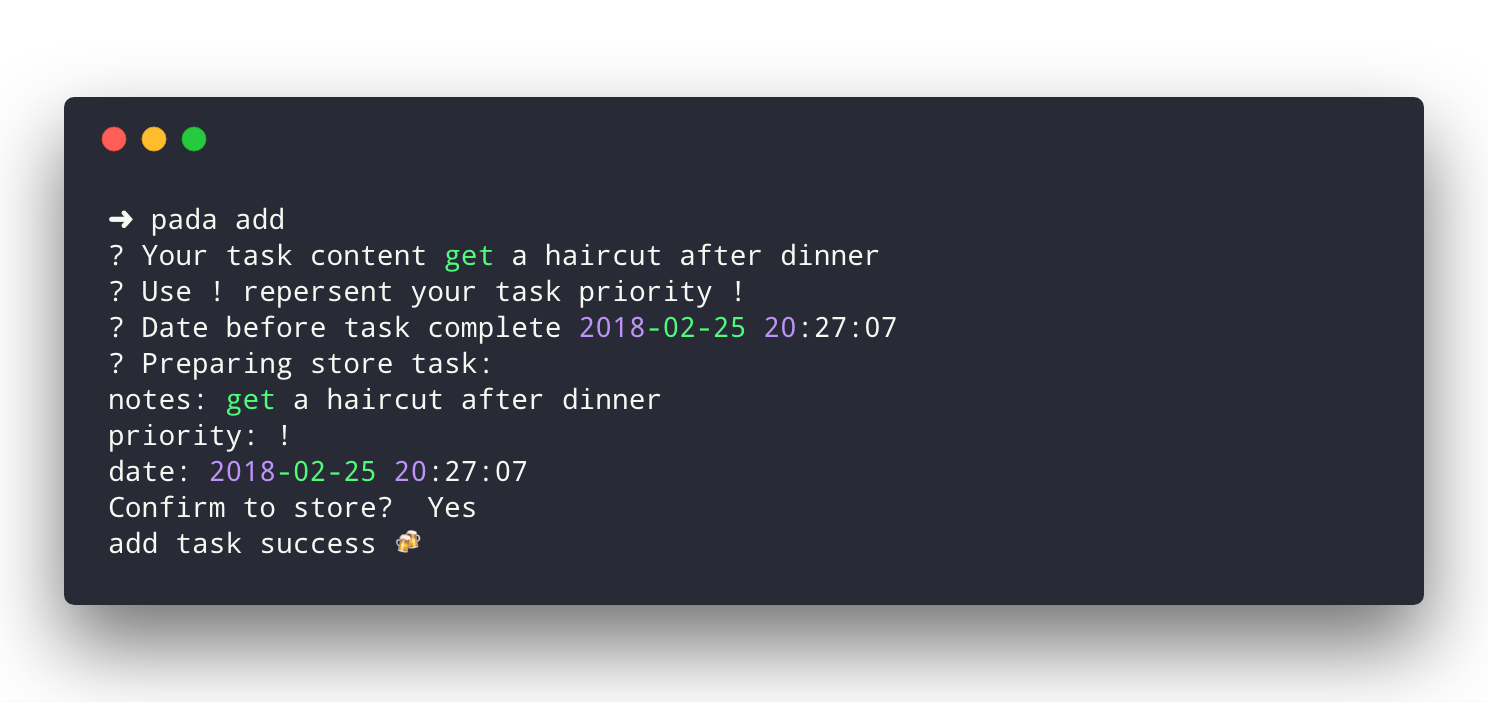 ➜ pada add
? Your task content get a haircut after dinner
? Use ! repersent your task priority !
? Date before task complete 2018-02-25 20:27:07
? Preparing store task:
notes: get a haircut after dinner
priority: !
date: 2018-02-25 20:27:07
Confirm to store?  Yes
add task success 🍻